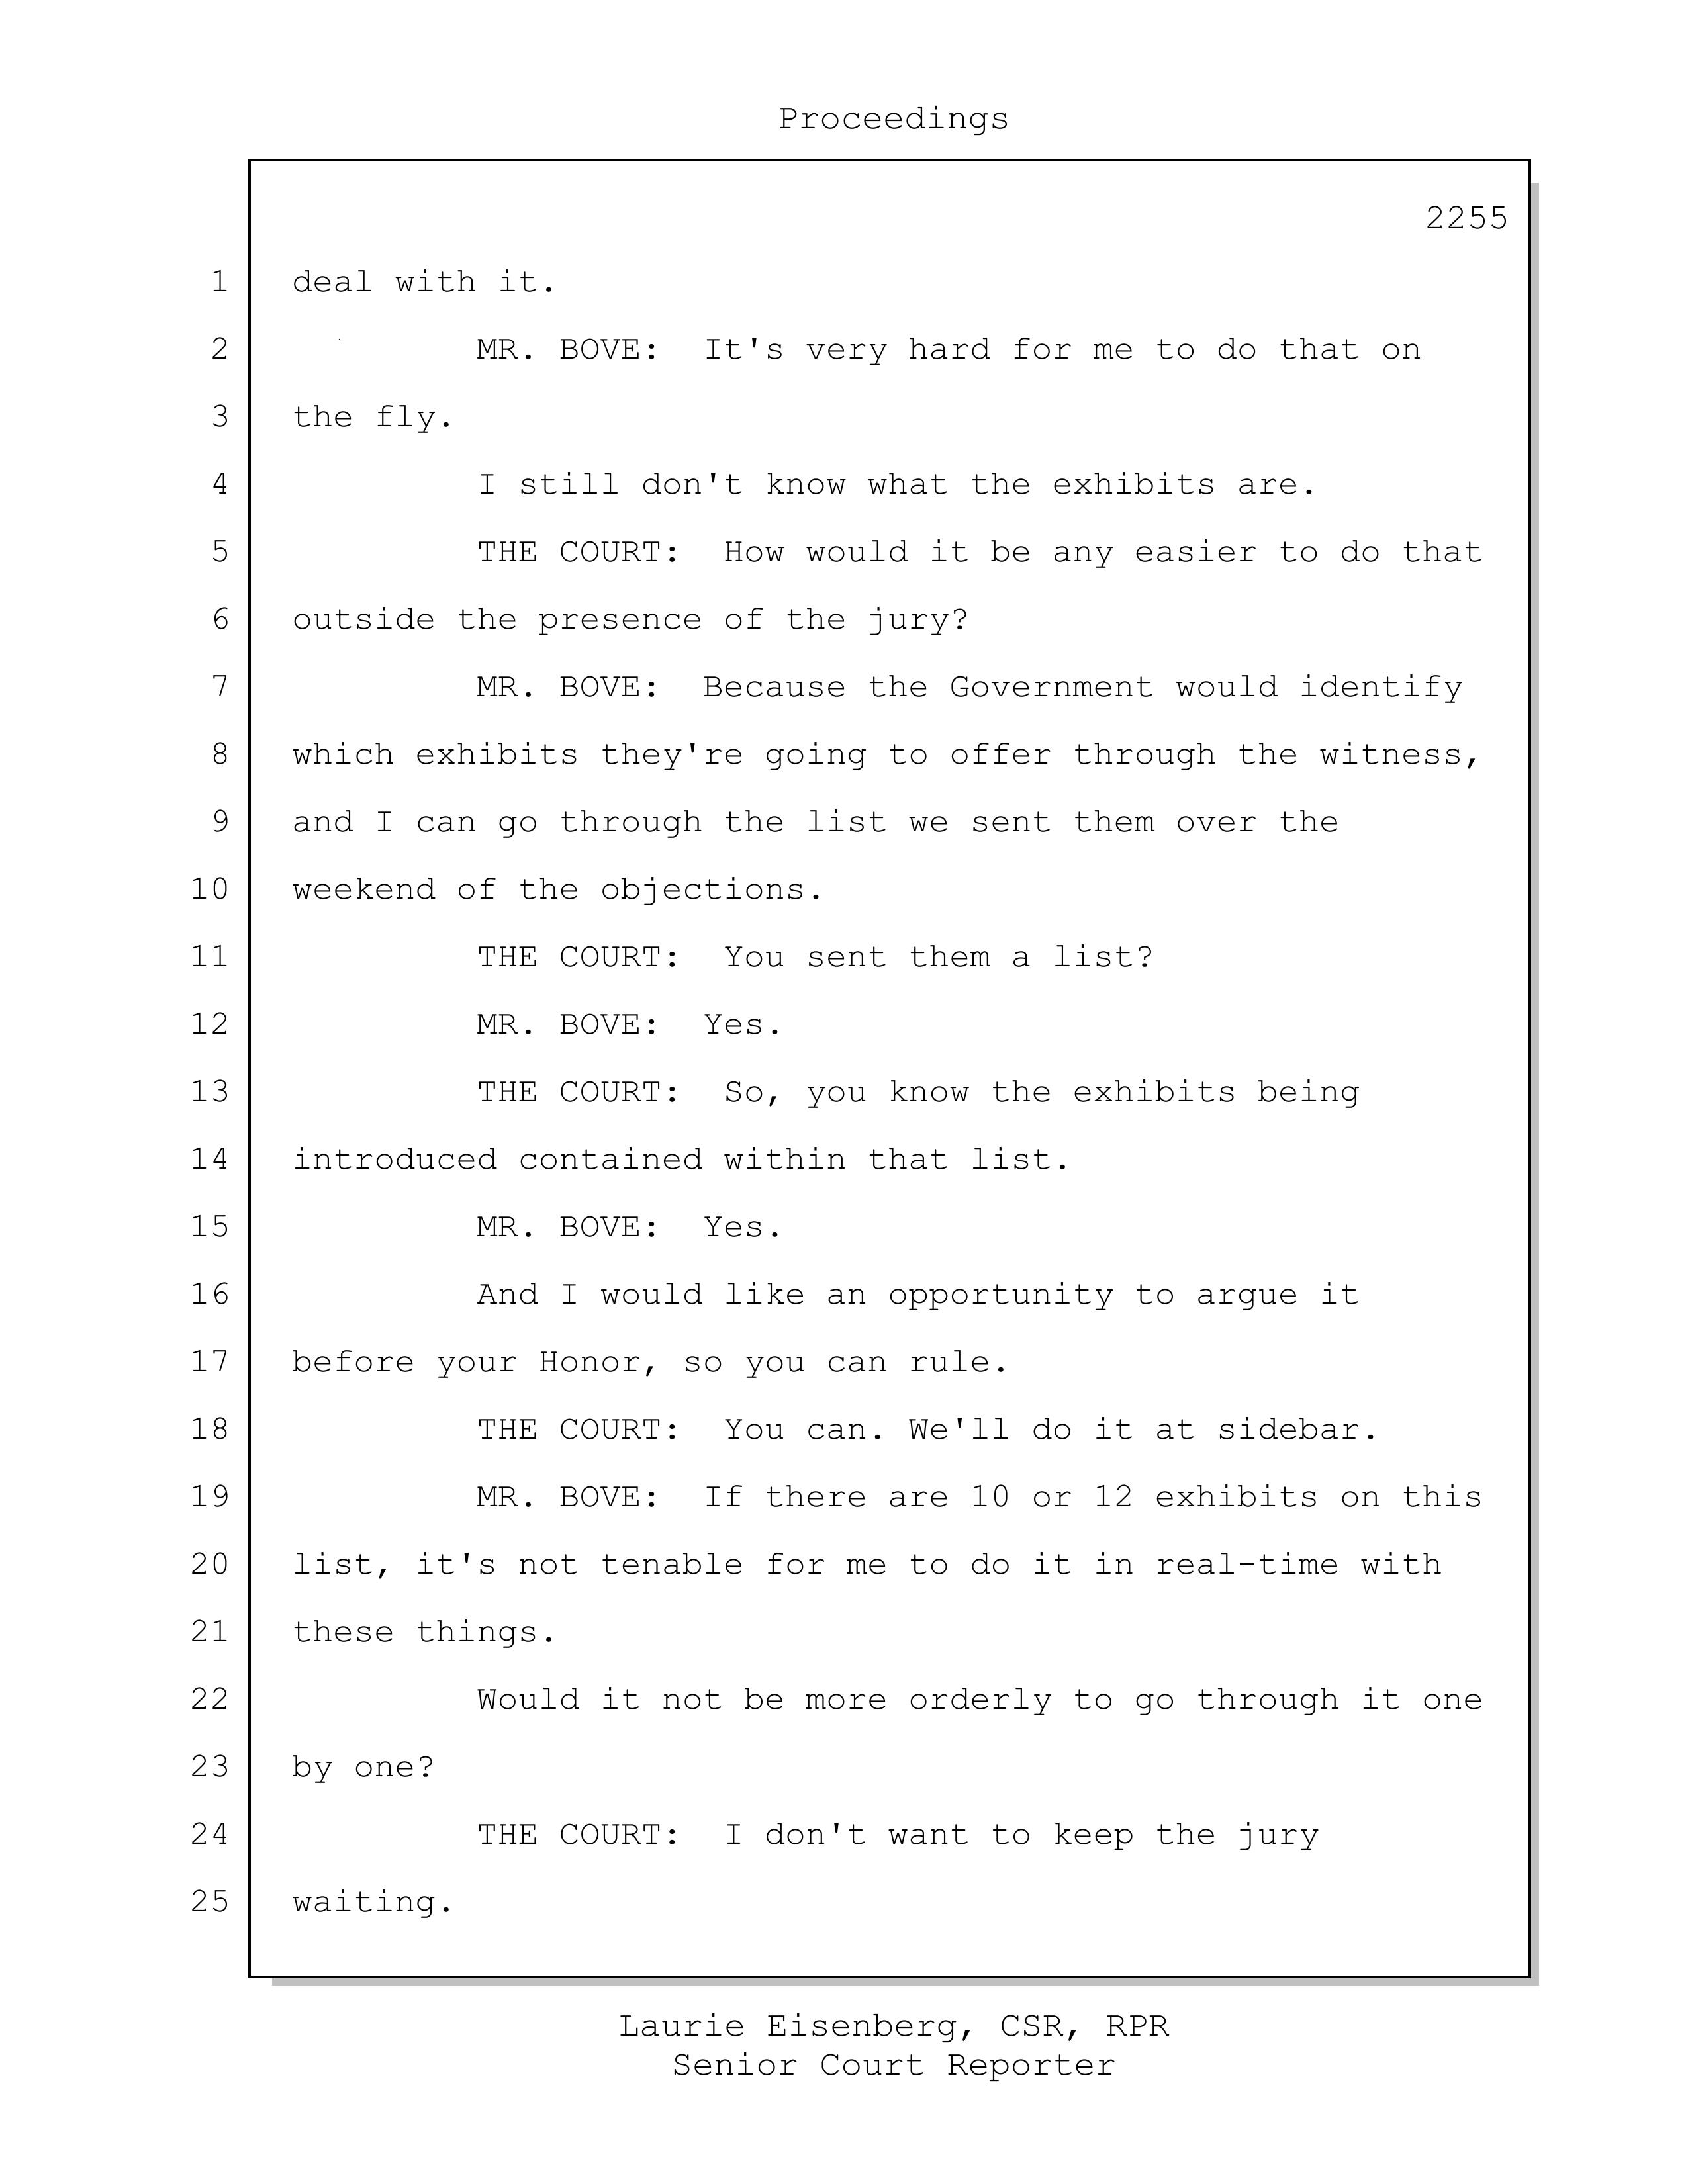 Proceedings
2255
1 deal with it.
2 MR. BOVE:  It's very hard for me to do that on
3 the fly.
4 I still don't know what the exhibits are.
5 THE COURT:  How would it be any easier to do that
6 outside the presence of the jury?
7 MR. BOVE:  Because the Government would identify
8 which exhibits they're going to offer through the witness,
9 and I can go through the list we sent them over the
10 weekend of the objections.
11 THE COURT:  You sent them a list?
12 MR. BOVE:  Yes.
13 THE COURT:  So, you know the exhibits being
14 introduced contained within that list.
15 MR. BOVE:  Yes.
16 And I would like an opportunity to argue it
17 before your Honor, so you can rule.
18 THE COURT:  You can. We'll do it at sidebar.
19 MR. BOVE:  If there are 10 or 12 exhibits on this
20 list, it's not tenable for me to do it in real-time with
21 these things.
22 Would it not be more orderly to go through it one
23 by one?
24 THE COURT:  I don't want to keep the jury
25 waiting.
Laurie Eisenberg, CSR, RPR
Senior Court Reporter